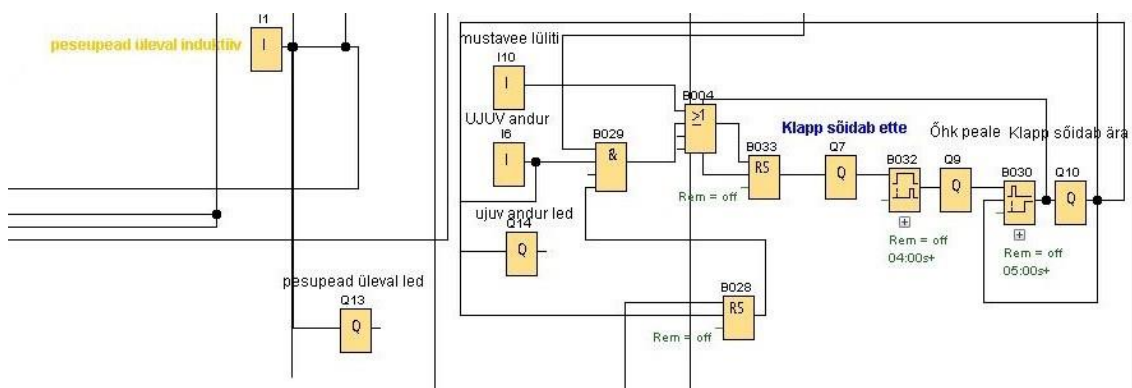 I1
peseupead üleval induktiiv
I
mustavee lüliti
I10
I
UJUV andur
I6
I
B029
&
B004
>1
B033
RS
Rem = off
Klapp sõidab ette
Q7
Q
B032
Rem = off
04:00s+
Õhk peale
Q9
Q
B030
Rem = off
05:00s+
Klapp sõidab ära
Q10
Q
ujuv andur led
Q14
Q
B028
RS
Rem = off
pesupead üleval led
Q13
Q